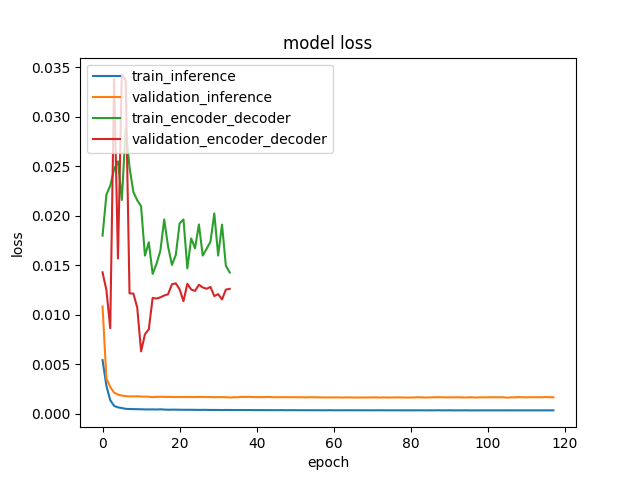 model loss
train_inference
validation_inference
train_encoder_decoder
validation_encoder_decoder
loss
0.035
0.030
0.025
0.020
0.015
0.010
0.005
0.000
0
20
40
60
80
100
120
epoch